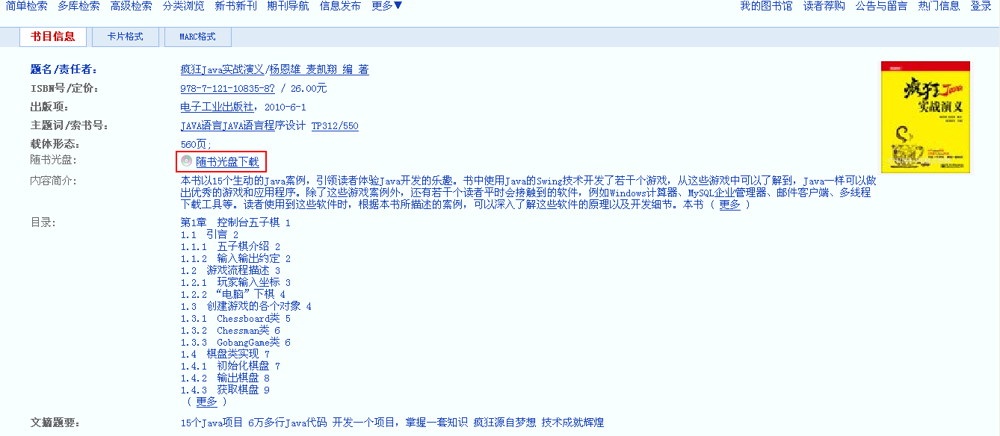 简单检索 多库检索 高级检索 分类浏览 新书新刊 期刊导航 信息发布 更多▼ 我的图书馆 读者荐购 公告与留言 热门信息 登录
书目信息 卡片格式 MARC格式
题名/责任者: 疯狂Java实战演义/杨恩雄 麦凯翔 编 著
ISBN号/定价: 978-7-121-10835-8? / 26.00元
出版项: 电子工业出版社, 2010-6-1
主题词/索书号: JAVA语言JAVA语言程序设计 TP312/550
载体形态: 560页;
随书光盘: 随书光盘下载
内容简介: 本书以15个生动的Java案例，引领读者体验Java开发的乐趣。书中使用Java的Swing技术开发了若干个游戏，从这些游戏中可以了解到，Java一样可以做
出优秀的游戏和应用程序。除了这些游戏案例外，还有若干个读者平时会接触到的软件，例如Windows计算器、MySQL企业管理器、邮件客户端、多线程
下载工具等。读者使用到这些软件时，根据本书所描述的案例，可以深入了解这些软件的原理以及开发细节。本书 ( 更多 )
目录: 第1章 控制台五子棋 1
1.1 引言 2
1.1.1 五子棋介绍 2
1.1.2 输入输出约定 2
1.2 游戏流程描述 3
1.2.1 玩家输入坐标 3
1.2.2 “电脑”下棋 4
1.3 创建游戏的各个对象 4
1.3.1 Chessboard类 5
1.3.2 Chessman类 6
1.3.3 GobangGame类 6
1.4 棋盘类实现 7
1.4.1 初始化棋盘 7
1.4.2 输出棋盘 8
1.4.3 获取棋盘 9
( 更多 )
文摘题要: 15个Java项目 6万多行Java代码 开发一个项目，掌握一套知识 疯狂源自梦想 技术成就辉煌
疯狂Java
实战演义